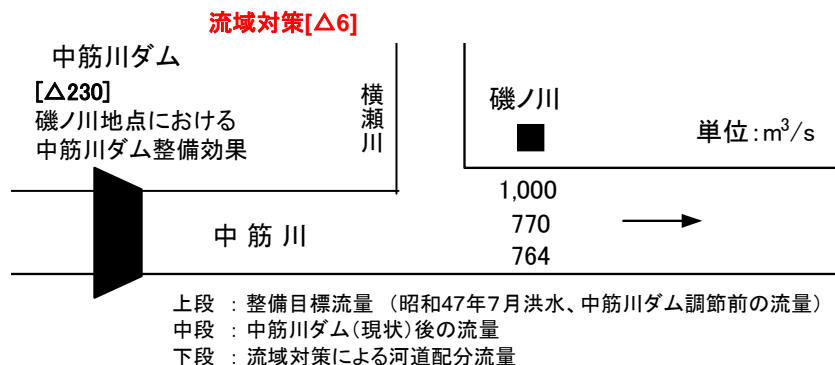 流域対策[△6]
中筋川ダム
[△230]
磯ノ川地点における
中筋川ダム整備効果
横瀬川
磯ノ川
単位:m³/s
1,000
770
764
中筋川
上段 : 整備目標流量 (昭和47年7月洪水、中筋川ダム調節前の流量)
中段 : 中筋川ダム(現状)後の流量
下段 : 流域対策による河道配分流量